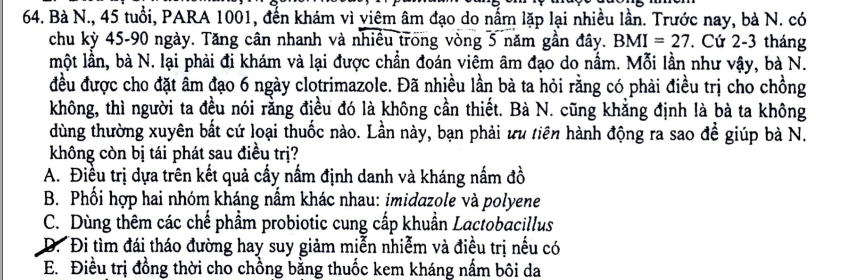 64. Bà N., 45 tuổi, PARA 1001, đến khám vì viêm âm đạo do nấm lặp lại nhiều lần. Trước nay, bà N. có
chu kỳ 45-90 ngày. Tăng cân nhanh và nhiều trong vòng 5 năm gần đây. BMI = 27. Cứ 2-3 tháng
một lần, bà N. lại phải đi khám và lại được chẩn đoán viêm âm đạo do nấm. Mỗi lần như vậy, bà N.
đều được cho đặt âm đạo 6 ngày clotrimazole. Đã nhiều lần bà ta hỏi rằng có phải điều trị cho chồng
không, thì người ta đều nói rằng điều đó là không cần thiết. Bà N. cũng khẳng định là bà ta không
dùng thường xuyên bất cứ loại thuốc nào. Lần này, bạn phải ưu tiên hành động ra sao để giúp bà N.
không còn bị tái phát sau điều trị?
A. Điều trị dựa trên kết quả cấy nấm định danh và kháng nấm đồ
B. Phối hợp hai nhóm kháng nấm khác nhau: imidazole và polyene
C. Dùng thêm các chế phẩm probiotic cung cấp khuẩn Lactobacillus
D. Đi tìm đái tháo đường hay suy giảm miễn nhiễm và điều trị nếu có
E. Điều trị đồng thời cho chồng bằng thuốc kem kháng nấm bôi da